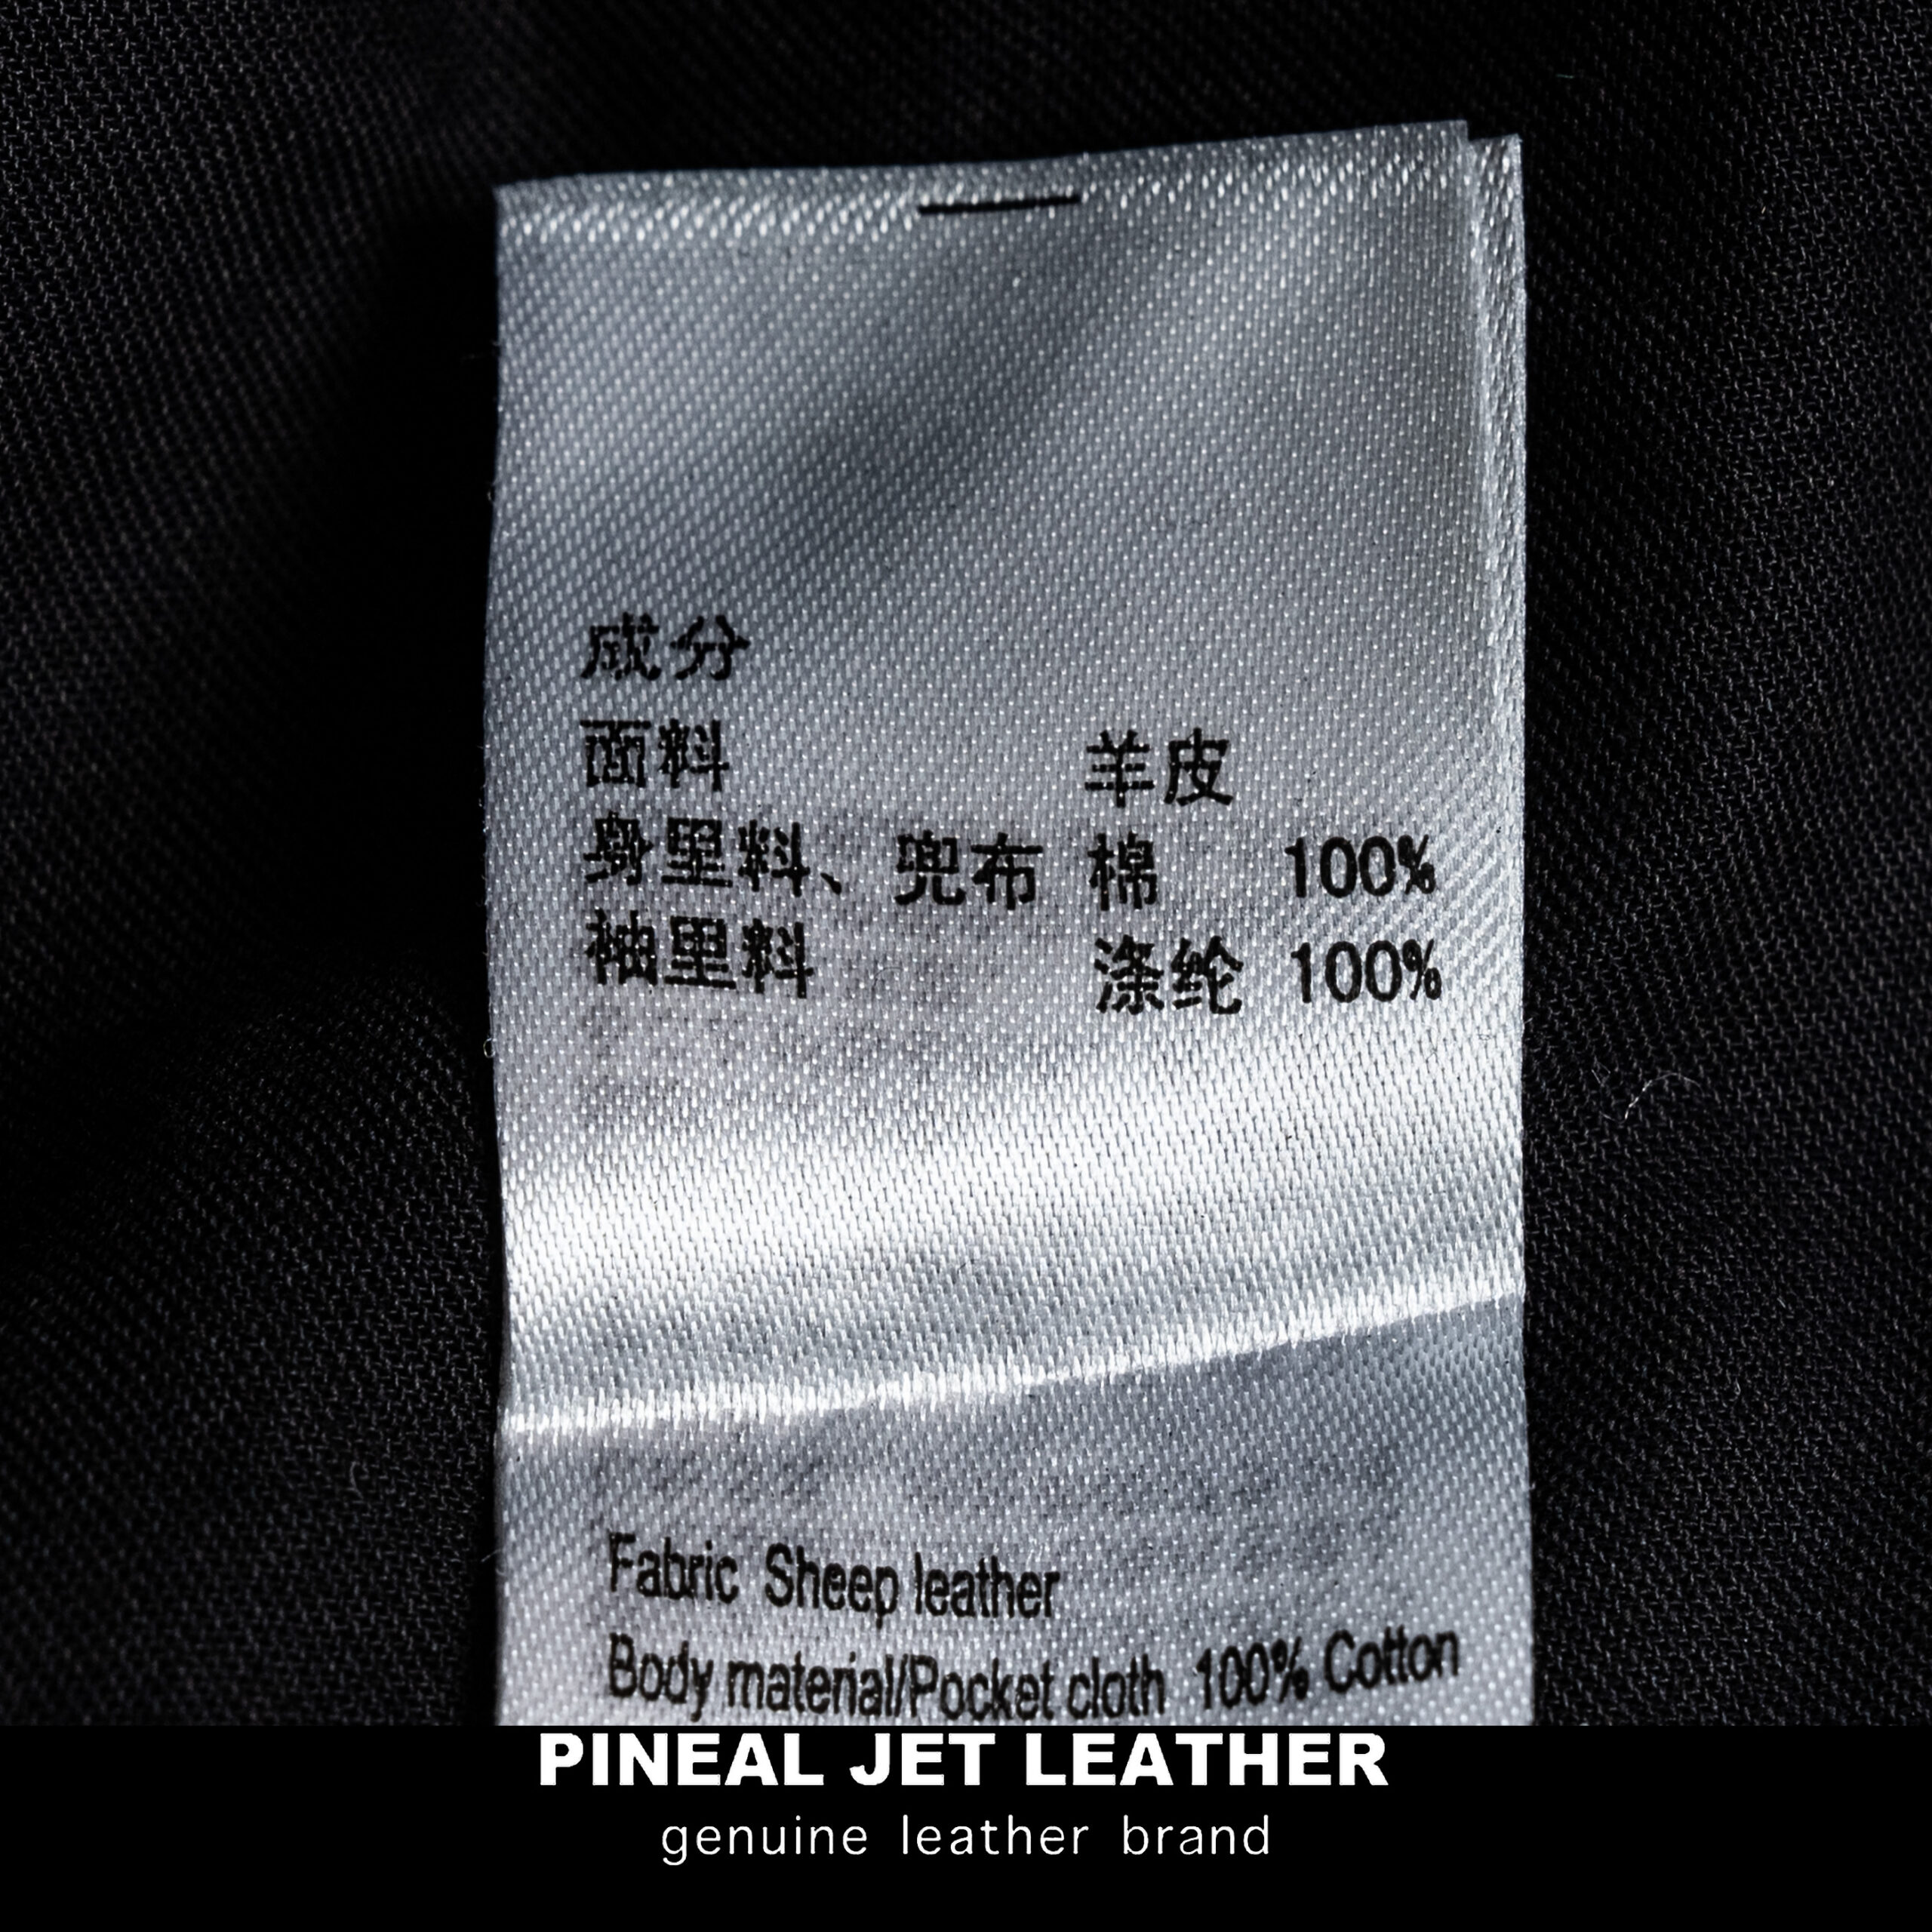 成分
面料 羊皮
身里料、兜布 棉 100%
袖里料 涤纶 100%
Fabric Sheep leather
Body material/Pocket cloth 100% Cotton
PINEAL JET LEATHER
genuine leather brand